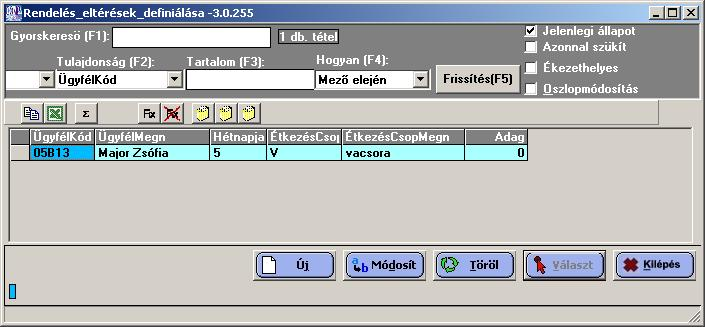 Rendelés_eltérések_definiálása -3.0.255
Gyorskereső (F1): 1 db. tétel
Jelenlegi állapot
Azonnal szűkít
Ékezethelyes
Oszlopmódosítás
Tulajdonság (F2): Tartalom (F3): Hogyan (F4):
ÜgyfélKód Mező elején Frissítés(F5)
Σ Fx Fx
ÜgyfélKód ÜgyfélMegn Hétnapja ÉtkezésCsop ÉtkezésCsopMegn Adag
05B13 Major Zsófia 5 V vacsora 0
Új Módosít Töröl Választ Kilépés